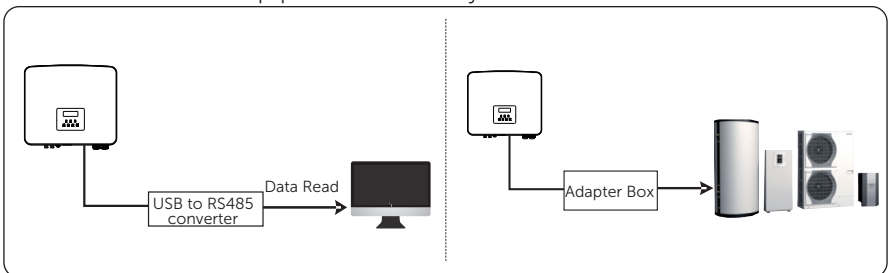 USB to RS485
converter
Data Read
Adapter Box